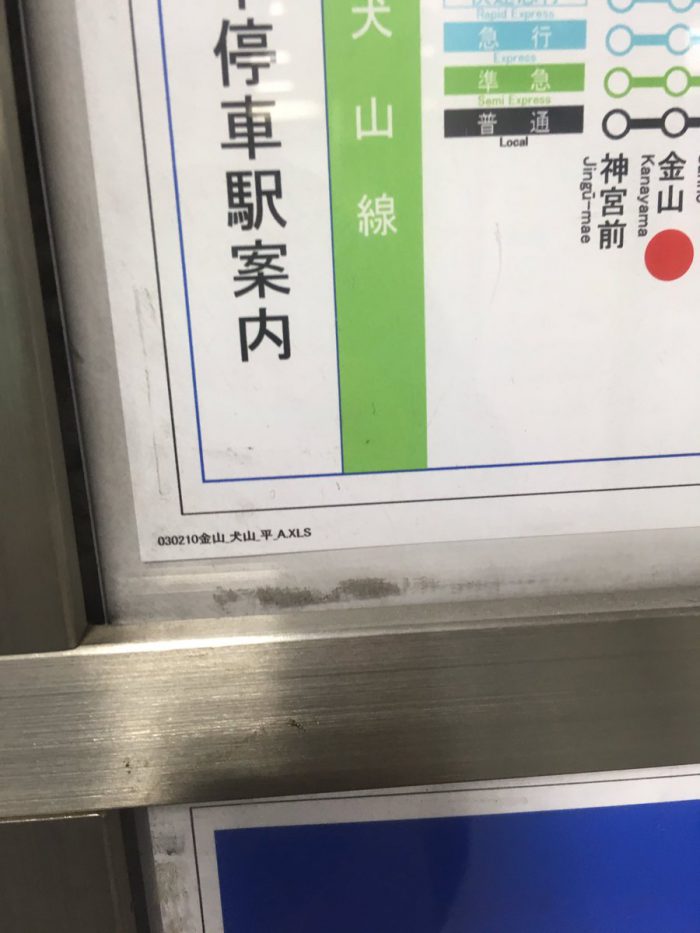 停車駅案内
犬山線
Rapid Express
急行
Express
準急
Semi Express
普通
Local
神宮前
Jingū-mae
金山
Kanayama
030210金山_犬山_平_A.XLS